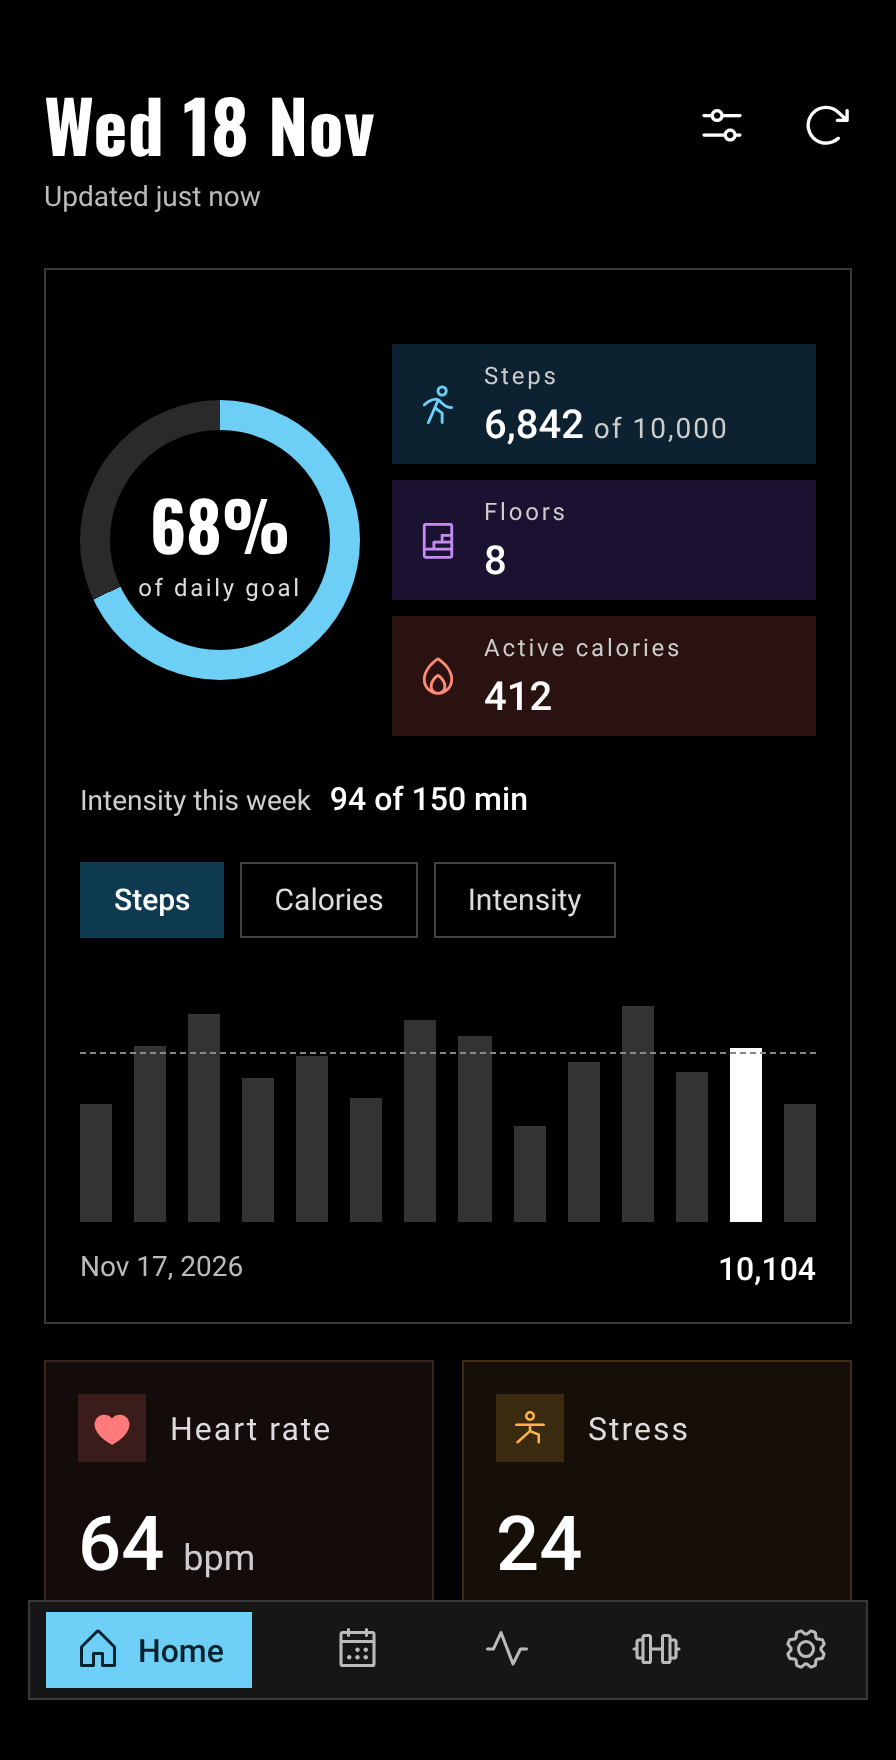 Wed 18 Nov
Updated just now
68%
of daily goal
Steps
6,842 of 10,000
Floors
8
Active calories
412
Intensity this week 94 of 150 min
Steps Calories Intensity
Nov 17, 2026 10,104
Heart rate
64 bpm
Stress
24
Home